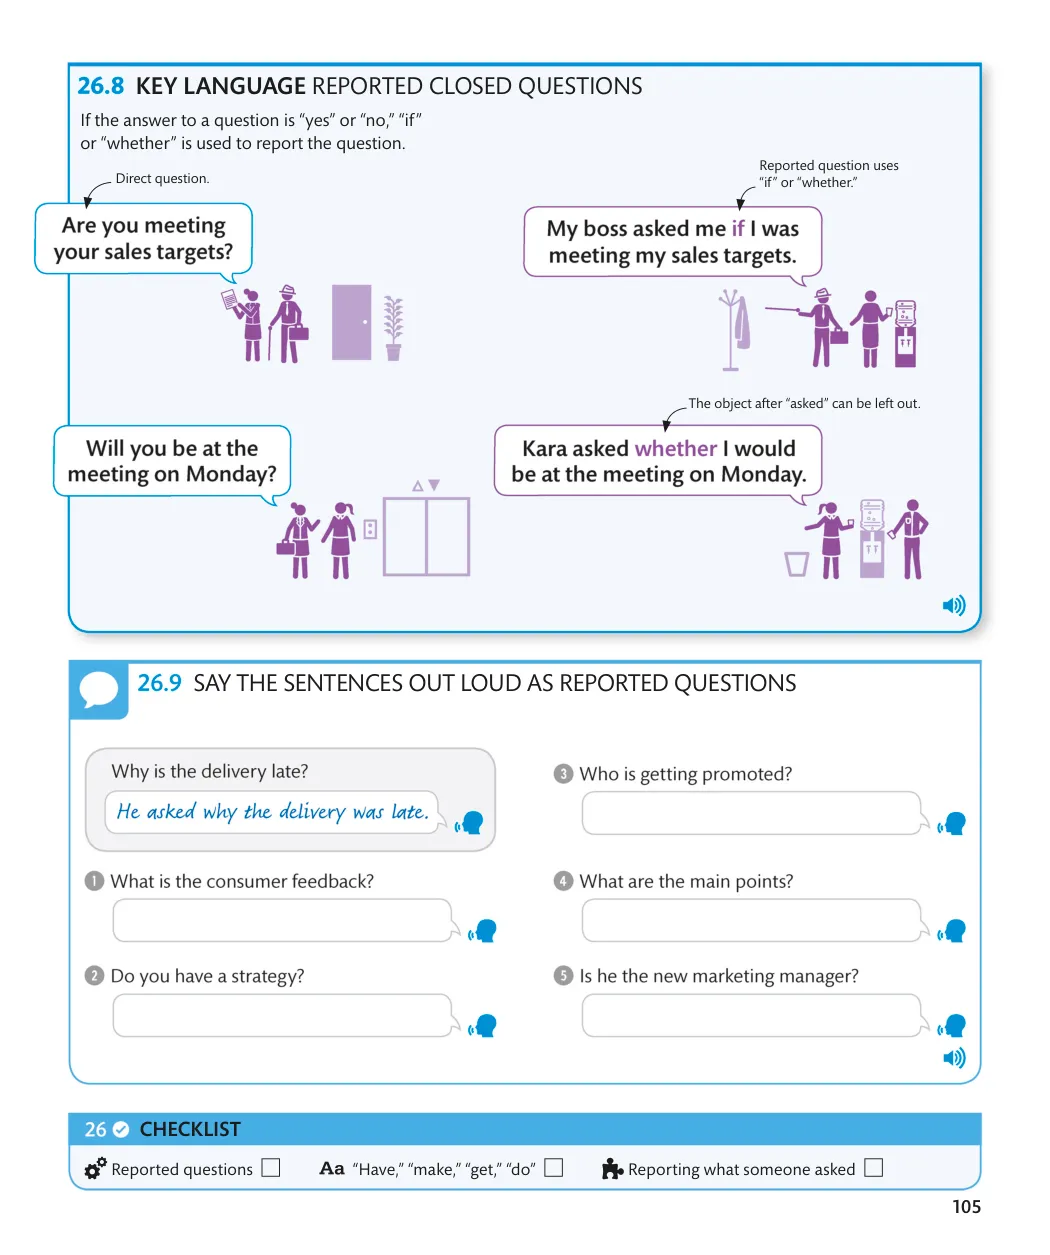 26.8 KEY LANGUAGE REPORTED CLOSED QUESTIONS
If the answer to a question is “yes” or “no,” “if”
or “whether” is used to report the question.
Direct question.
Are you meeting
your sales targets?
Reported question uses
“if” or “whether.”
My boss asked me if I was
meeting my sales targets.
Will you be at the
meeting on Monday?
The object after “asked” can be left out.
Kara asked whether I would
be at the meeting on Monday.
26.9 SAY THE SENTENCES OUT LOUD AS REPORTED QUESTIONS
Why is the delivery late?
He asked why the delivery was late.
1 What is the consumer feedback?
2 Do you have a strategy?
3 Who is getting promoted?
4 What are the main points?
5 Is he the new marketing manager?
26 CHECKLIST
Reported questions Aa “Have,” “make,” “get,” “do” Reporting what someone asked
105